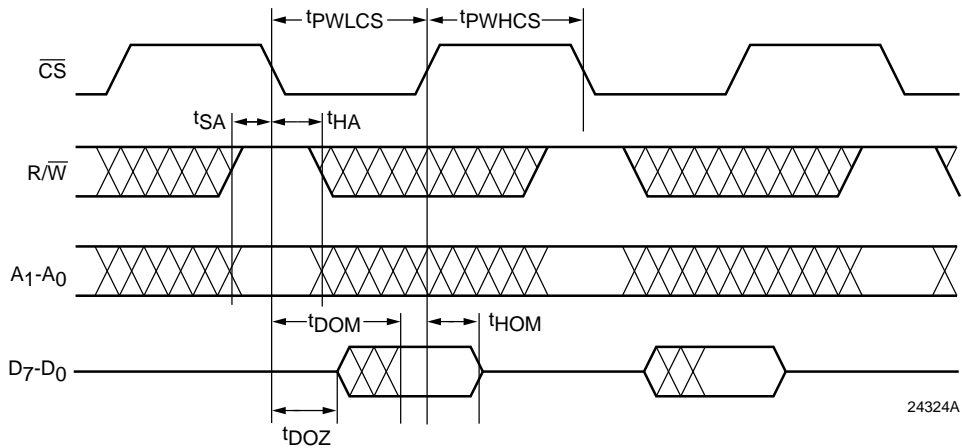 tPWLCS tPWHCS
CS
tSA tHA
R/W
A1-A0
tDOM tHOM
D7-D0
24324A
tDOZ